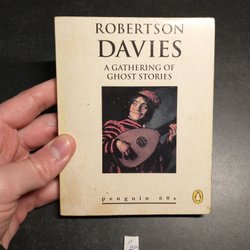 ROBERTSON
DAVIES
A GATHERING OF
GHOST STORIES
penguin 60s